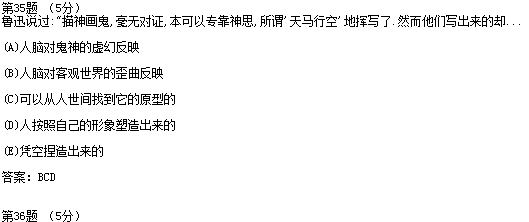 第35题 （5分）
鲁迅说过:“描神画鬼,毫无对证,本可以专靠神思,所谓'天马行空'地挥写了.然而他们写出来的却...
(A)人脑对鬼神的虚幻反映
(B)人脑对客观世界的歪曲反映
(C)可以从人世间找到它的原型的
(D)人按照自己的形象塑造出来的
(E)凭空捏造出来的
答案：BCD
第36题 （5分）